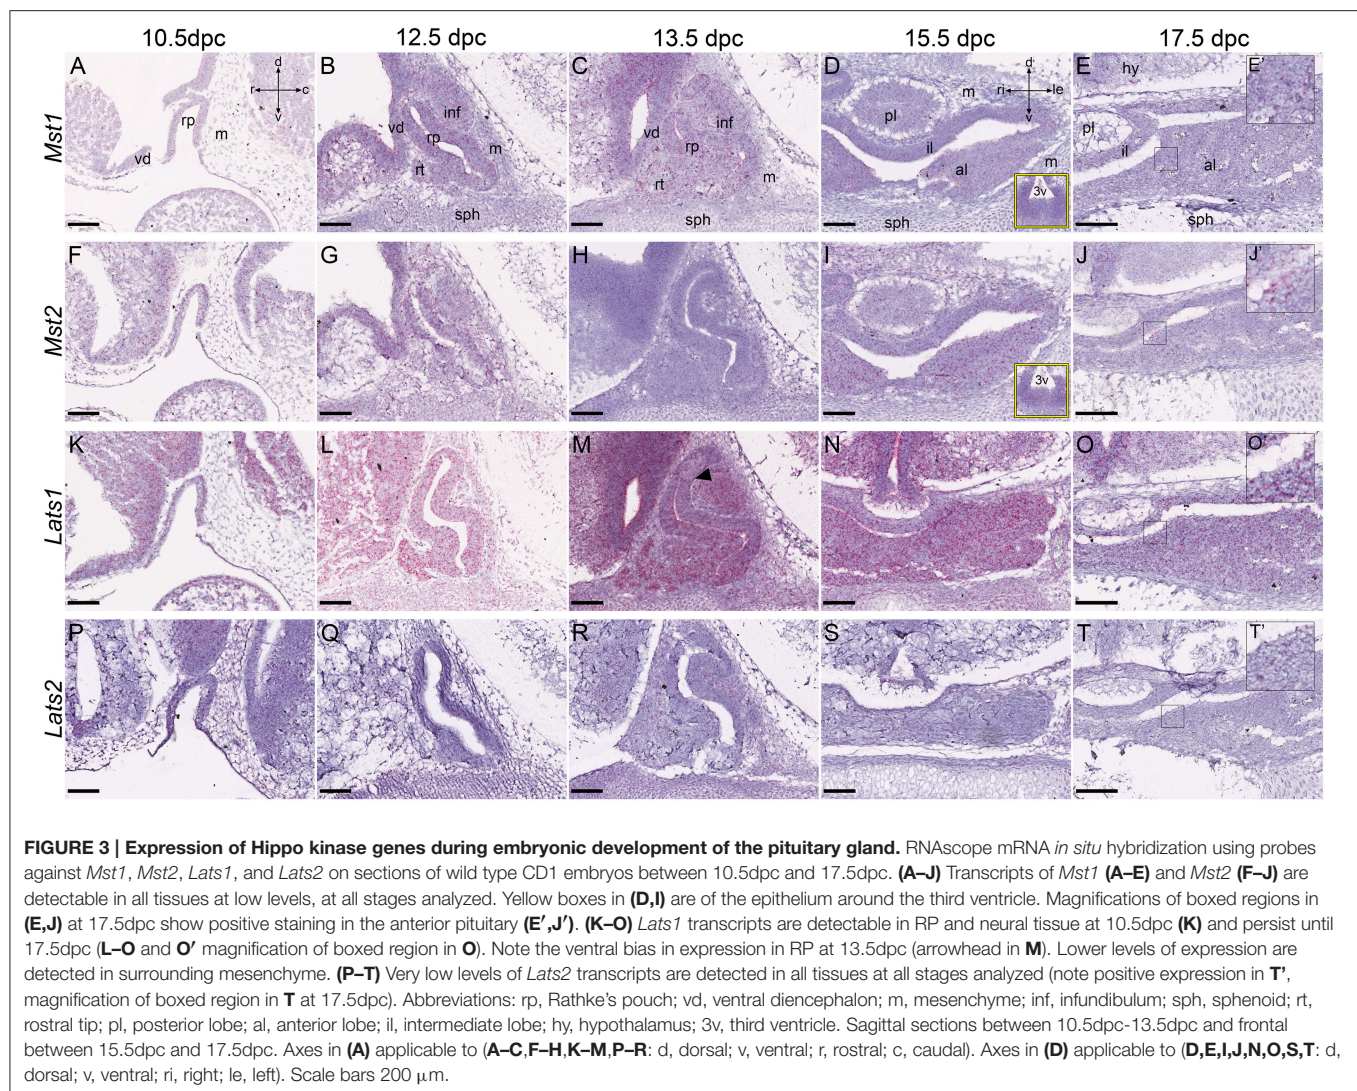 10.5dpc 12.5 dpc 13.5 dpc 15.5 dpc 17.5 dpc
Mst1
A d r c v rp m vd
B inf vd rp m rt sph
C inf vd rp m rt sph
D d ri le v m pl il al m 3v sph
E hy E’ pl il al sph
Mst2
F G H I 3v J J’
Lats1
K L M N O O’
Lats2
P Q R S T T’
FIGURE 3 | Expression of Hippo kinase genes during embryonic development of the pituitary gland. RNAscope mRNA in situ hybridization using probes
against Mst1, Mst2, Lats1, and Lats2 on sections of wild type CD1 embryos between 10.5dpc and 17.5dpc. (A–J) Transcripts of Mst1 (A–E) and Mst2 (F–J) are
detectable in all tissues at low levels, at all stages analyzed. Yellow boxes in (D,I) are of the epithelium around the third ventricle. Magnifications of boxed regions in
(E,J) at 17.5dpc show positive staining in the anterior pituitary (E′,J′). (K–O) Lats1 transcripts are detectable in RP and neural tissue at 10.5dpc (K) and persist until
17.5dpc (L–O and O′ magnification of boxed region in O). Note the ventral bias in expression in RP at 13.5dpc (arrowhead in M). Lower levels of expression are
detected in surrounding mesenchyme. (P–T) Very low levels of Lats2 transcripts are detected in all tissues at all stages analyzed (note positive expression in T’,
magnification of boxed region in T at 17.5dpc). Abbreviations: rp, Rathke’s pouch; vd, ventral diencephalon; m, mesenchyme; inf, infundibulum; sph, sphenoid; rt,
rostral tip; pl, posterior lobe; al, anterior lobe; il, intermediate lobe; hy, hypothalamus; 3v, third ventricle. Sagittal sections between 10.5dpc-13.5dpc and frontal
between 15.5dpc and 17.5dpc. Axes in (A) applicable to (A–C,F–H,K–M,P–R: d, dorsal; v, ventral; r, rostral; c, caudal). Axes in (D) applicable to (D,E,I,J,N,O,S,T: d,
dorsal; v, ventral; ri, right; le, left). Scale bars 200 μm.